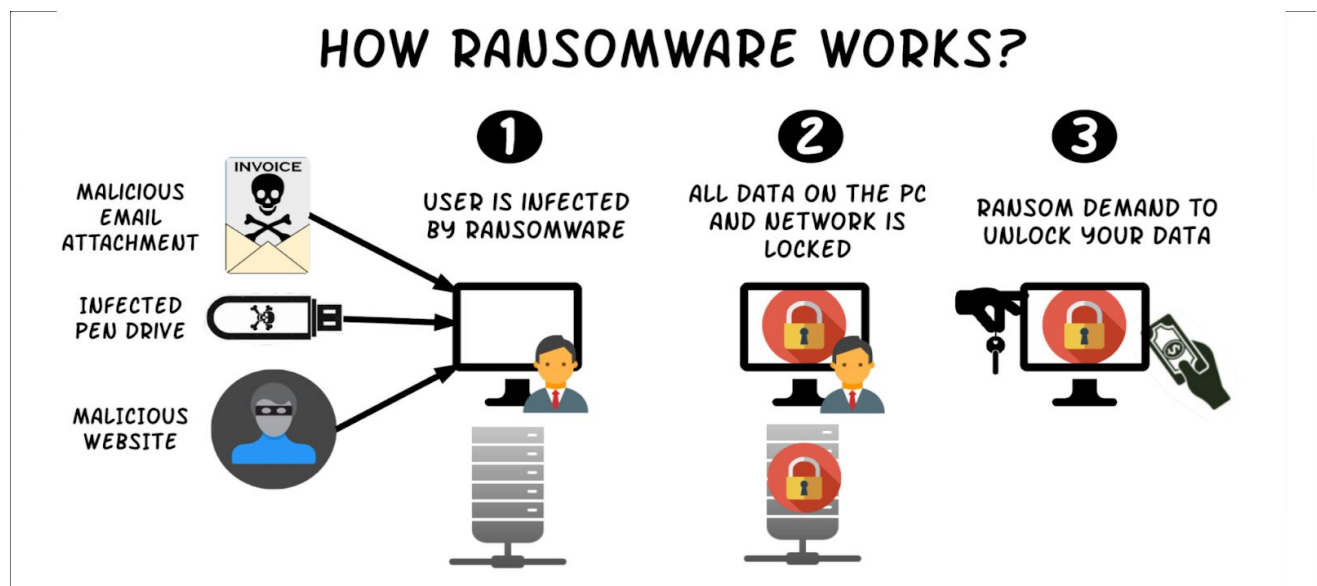 HOW RANSOMWARE WORKS?
1
2
3
MALICIOUS
EMAIL
ATTACHMENT
INVOICE
INFECTED
PEN DRIVE
MALICIOUS
WEBSITE
USER IS INFECTED
BY RANSOMWARE
ALL DATA ON THE PC
AND NETWORK IS
LOCKED
RANSOM DEMAND TO
UNLOCK YOUR DATA
$